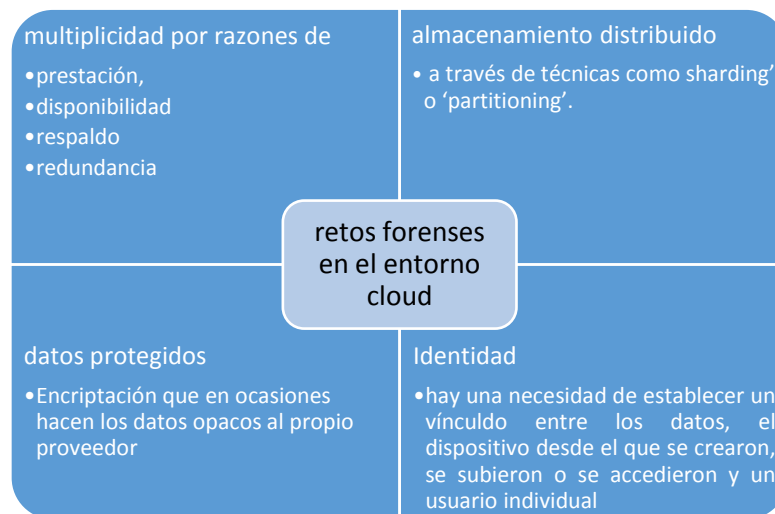 multiplicidad por razones de
•prestación,
•disponibilidad
•respaldo
•redundancia
almacenamiento distribuido
• a través de técnicas como sharding’
o ‘partitioning’.
retos forenses
en el entorno
cloud
datos protegidos
•Encriptación que en ocasiones
hacen los datos opacos al propio
proveedor
Identidad
•hay una necesidad de establecer un
vínculdo entre los datos, el
dispositivo desde el que se crearon,
se subieron o se accedieron y un
usuario individual